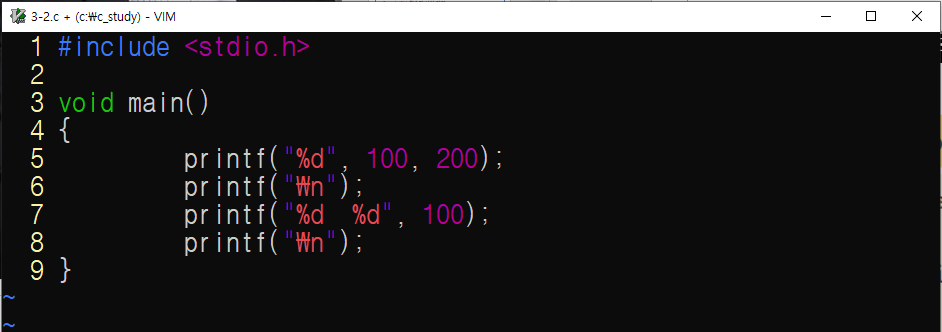 3-2.c + (c:₩c_study) - VIM
1 #include <stdio.h>
2
3 void main()
4 {
5 printf("%d", 100, 200);
6 printf("₩n");
7 printf("%d  %d", 100);
8 printf("₩n");
9 }
~
~